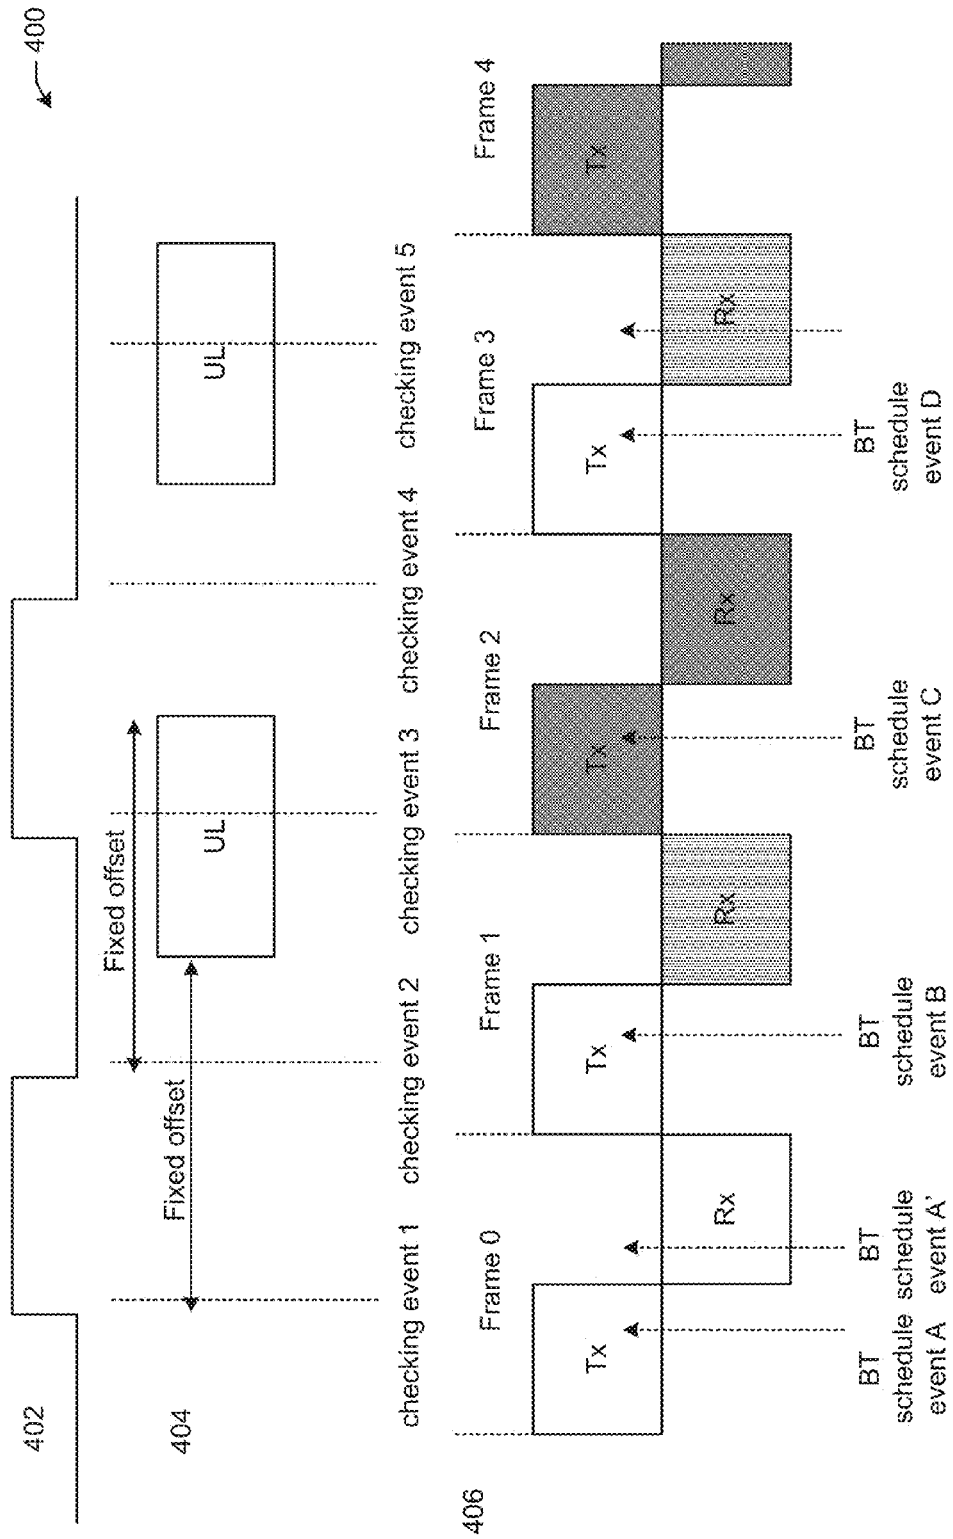 400
402
Fixed offset
Fixed offset
404
UL
UL
checking event 1
checking event 2
checking event 3
checking event 4
checking event 5
406
Frame 0
Frame 1
Frame 2
Frame 3
Frame 4
Tx
Tx
Tx
Tx
Tx
Rx
Rx
Rx
Rx
BT
schedule
event A
BT
schedule
event A'
BT
schedule
event B
BT
schedule
event C
BT
schedule
event D